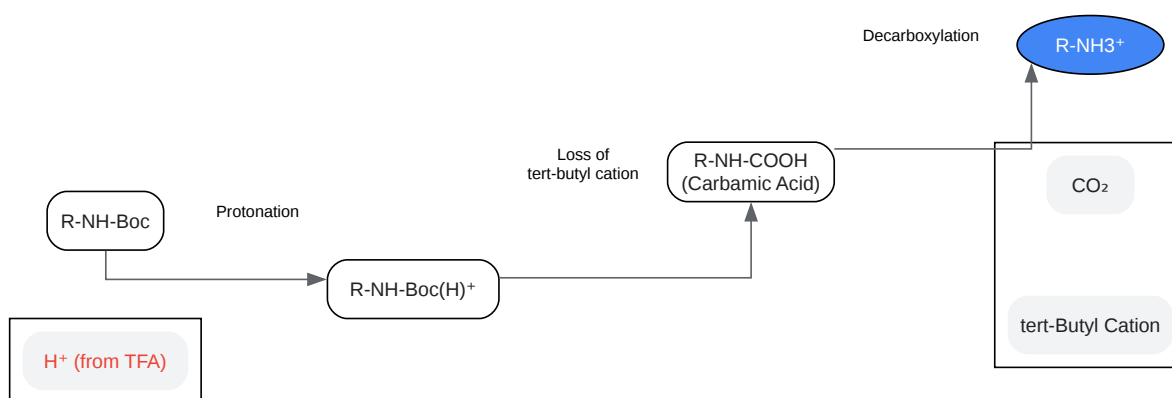 Decarboxylation
R-NH3⁺
Loss of
tert-butyl cation
R-NH-COOH
(Carbamic Acid)
CO₂
R-NH-Boc
Protonation
R-NH-Boc(H)⁺
tert-Butyl Cation
H⁺ (from TFA)